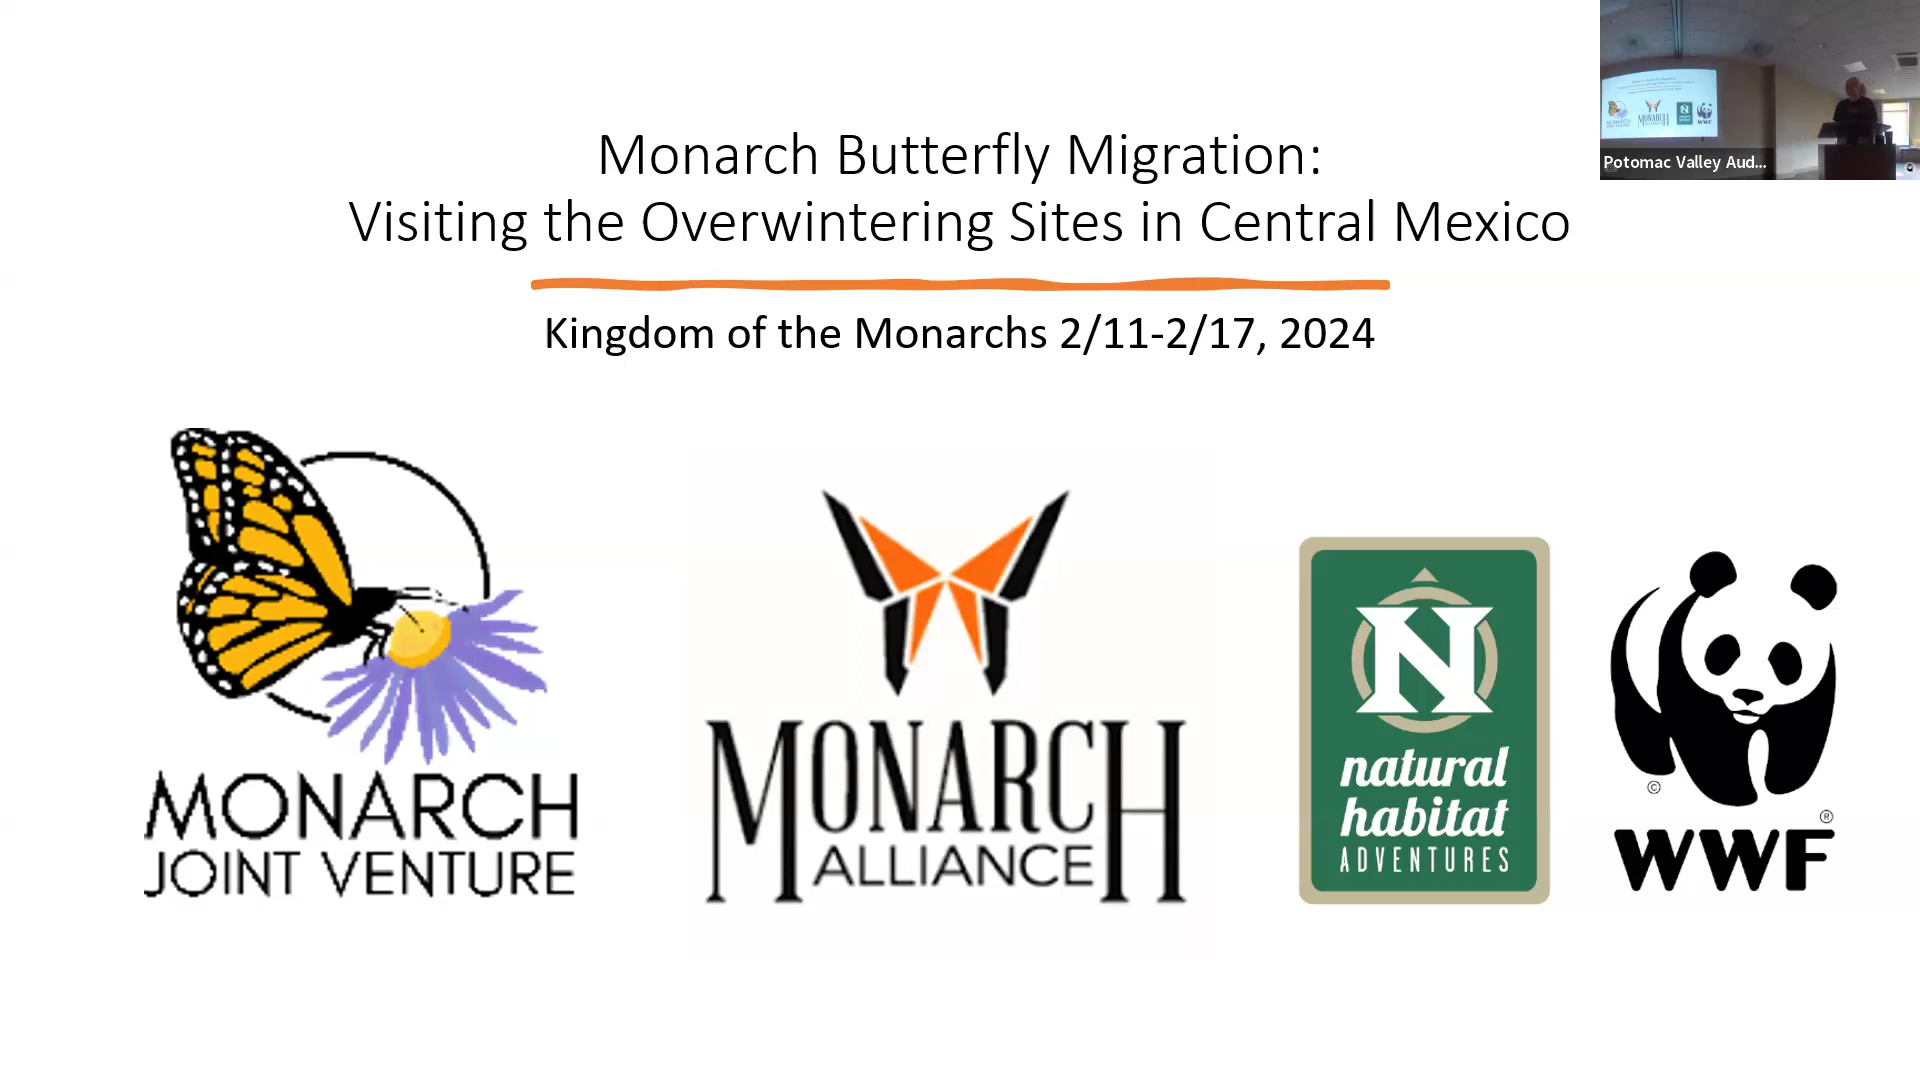 Monarch Butterfly Migration:
Visiting the Overwintering Sites in Central Mexico
Kingdom of the Monarchs 2/11-2/17, 2024
Potomac Valley Aud...
MONARCH
JOINT VENTURE
MONARCH
ALLIANCE
N
natural
habitat
ADVENTURES
©
®
WWF